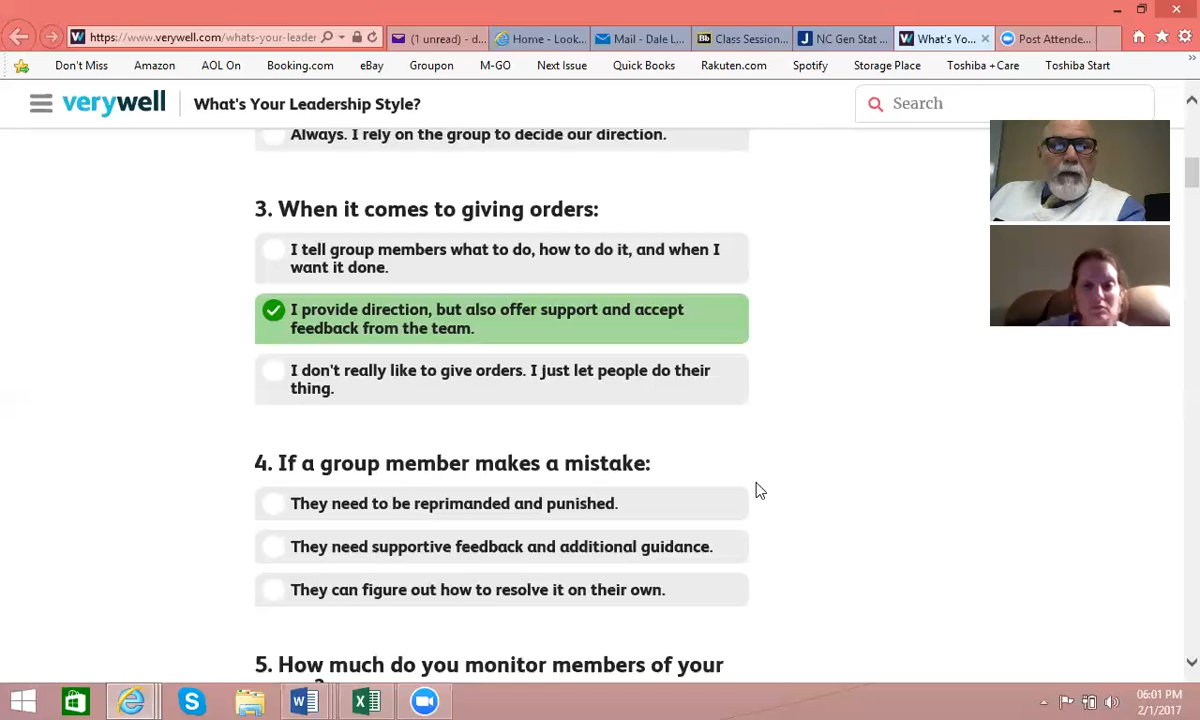 https://www.verywell.com/whats-your-leader
(1 unread) - d...
Home - Look...
Mail - Dale L...
Bb Class Session...
J NC Gen Stat ...
W What's Yo...
Post Attende...
Don't Miss
Amazon
AOL On
Booking.com
eBay
Groupon
M-GO
Next Issue
Quick Books
Rakuten.com
Spotify
Storage Place
Toshiba +Care
Toshiba Start
verywell
What's Your Leadership Style?
Search
Always. I rely on the group to decide our direction.
3. When it comes to giving orders:
I tell group members what to do, how to do it, and when I
want it done.
I provide direction, but also offer support and accept
feedback from the team.
I don't really like to give orders. I just let people do their
thing.
4. If a group member makes a mistake:
They need to be reprimanded and punished.
They need supportive feedback and additional guidance.
They can figure out how to resolve it on their own.
5. How much do you monitor members of your
06:01 PM
2/1/2017